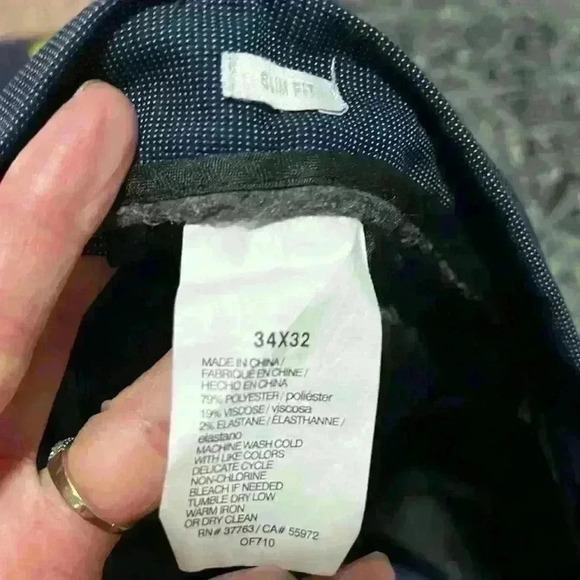 SLIM FIT
34X32
MADE IN CHINA /
FABRIQUÉ EN CHINE /
HECHO EN CHINA
79% POLYESTER / poliéster
19% VISCOSE / viscosa
2% ELASTANE / ELASTHANNE /
elastano
MACHINE WASH COLD
WITH LIKE COLORS
DELICATE CYCLE
NON-CHLORINE
BLEACH IF NEEDED
TUMBLE DRY LOW
WARM IRON
OR DRY CLEAN
RN# 37763 / CA# 55972
OF710